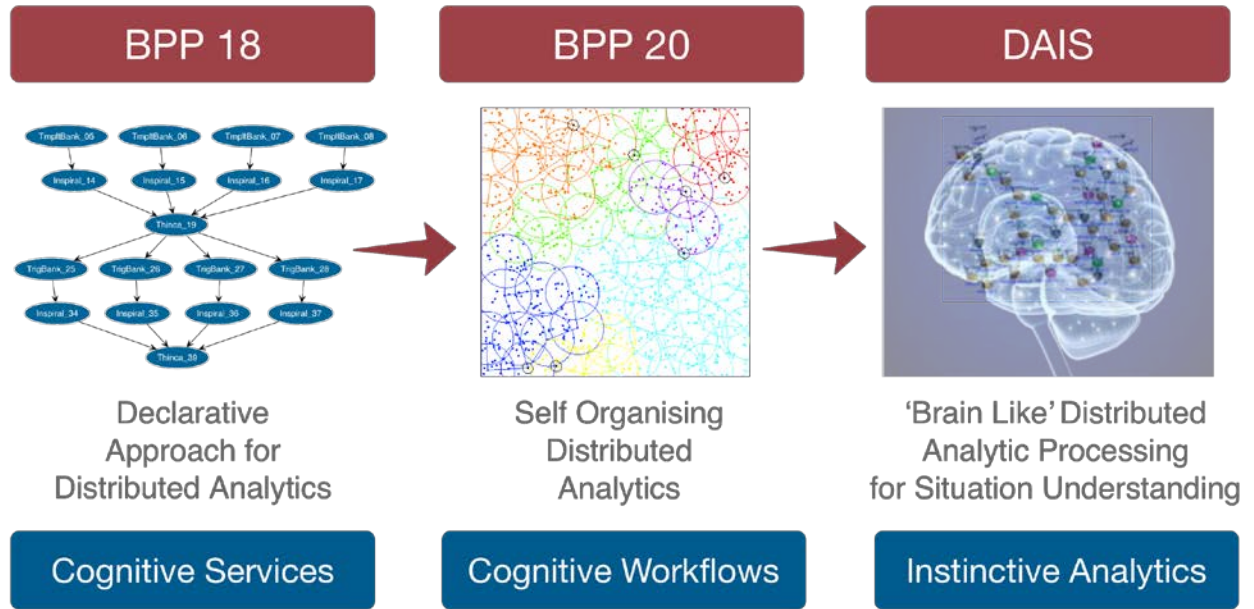 BPP 18
BPP 20
DAIS
TmpltBank_05
TmpltBank_06
TmpltBank_07
TmpltBank_08
Inspiral_14
Inspiral_15
Inspiral_16
Inspiral_17
Thinca_19
TrigBank_25
TrigBank_26
TrigBank_27
TrigBank_28
Inspiral_34
Inspiral_35
Inspiral_36
Inspiral_37
Thinca_39
Declarative
Approach for
Distributed Analytics
Self Organising
Distributed
Analytics
‘Brain Like’ Distributed
Analytic Processing
for Situation Understanding
Cognitive Services
Cognitive Workflows
Instinctive Analytics